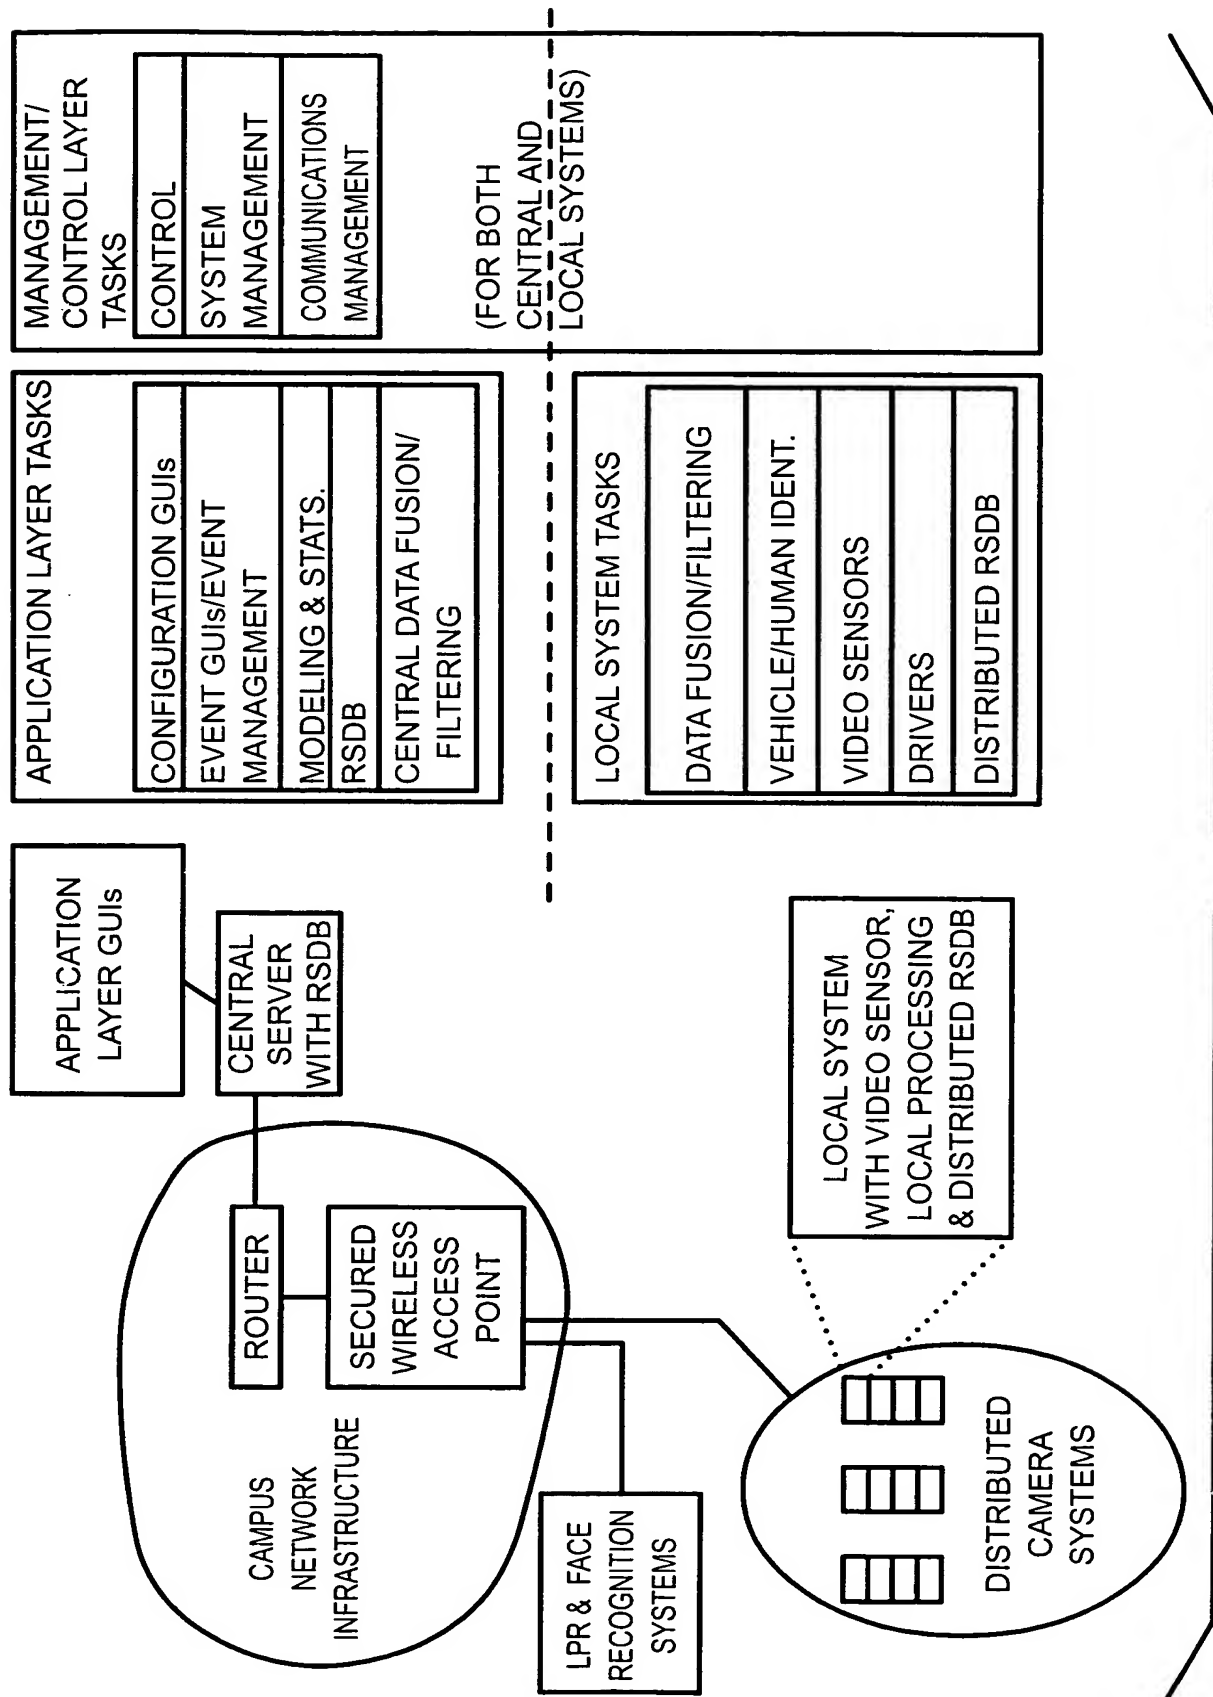 APPLICATION
LAYER GUIs
CENTRAL
SERVER
WITH RSDB
ROUTER
SECURED
WIRELESS
ACCESS
POINT
CAMPUS
NETWORK
INFRASTRUCTURE
LPR & FACE
RECOGNITION
SYSTEMS
DISTRIBUTED
CAMERA
SYSTEMS
LOCAL SYSTEM
WITH VIDEO SENSOR,
LOCAL PROCESSING
& DISTRIBUTED RSDB
APPLICATION LAYER TASKS
CONFIGURATION GUIs
EVENT GUIs/EVENT
MANAGEMENT
MODELING & STATS.
RSDB
CENTRAL DATA FUSION/
FILTERING
LOCAL SYSTEM TASKS
DATA FUSION/FILTERING
VEHICLE/HUMAN IDENT.
VIDEO SENSORS
DRIVERS
DISTRIBUTED RSDB
MANAGEMENT/
CONTROL LAYER
TASKS
CONTROL
SYSTEM
MANAGEMENT
COMMUNICATIONS
MANAGEMENT
(FOR BOTH
CENTRAL AND
LOCAL SYSTEMS)